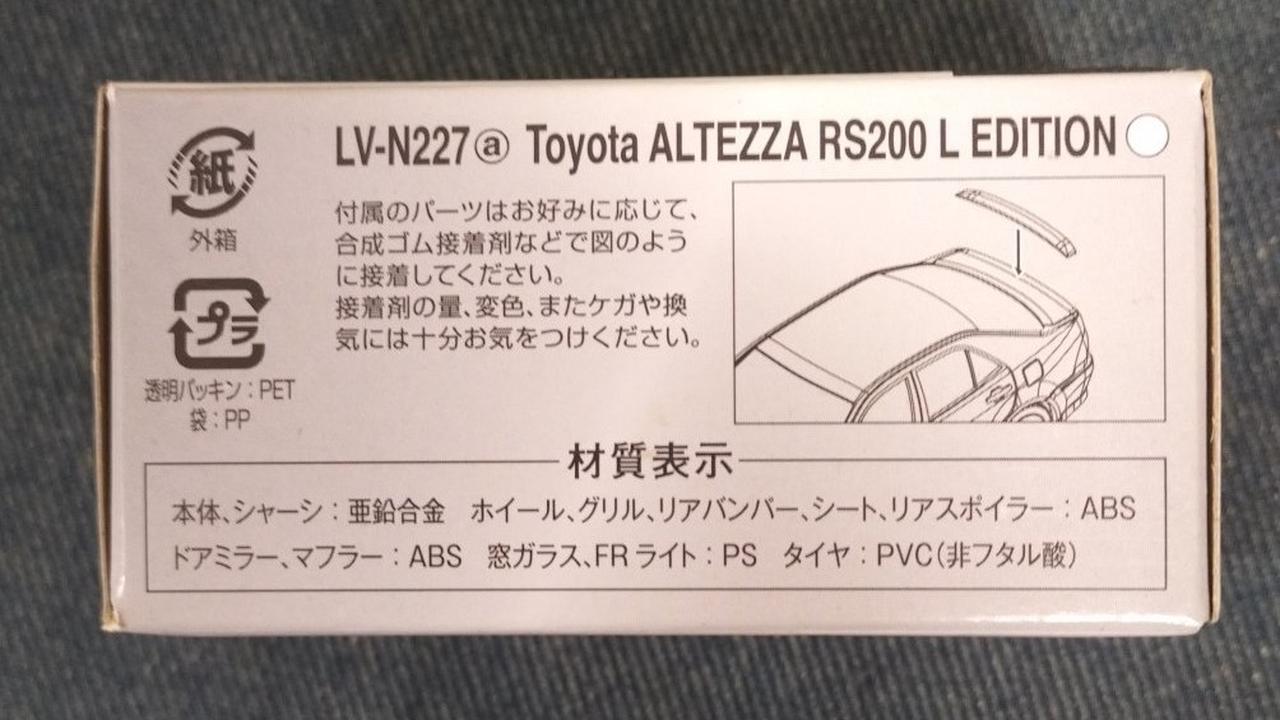 紙
外箱
プラ
透明パッキン：PET
袋：PP
LV-N227ⓐ Toyota ALTEZZA RS200 L EDITION
付属のパーツはお好みに応じて、
合成ゴム接着剤などで図のよう
に接着してください。
接着剤の量、変色、またケガや換
気には十分お気をつけください。
材質表示
本体、シャーシ：亜鉛合金　ホイール、グリル、リアバンパー、シート、リアスポイラー：ABS
ドアミラー、マフラー：ABS　窓ガラス、FRライト：PS　タイヤ：PVC（非フタル酸）